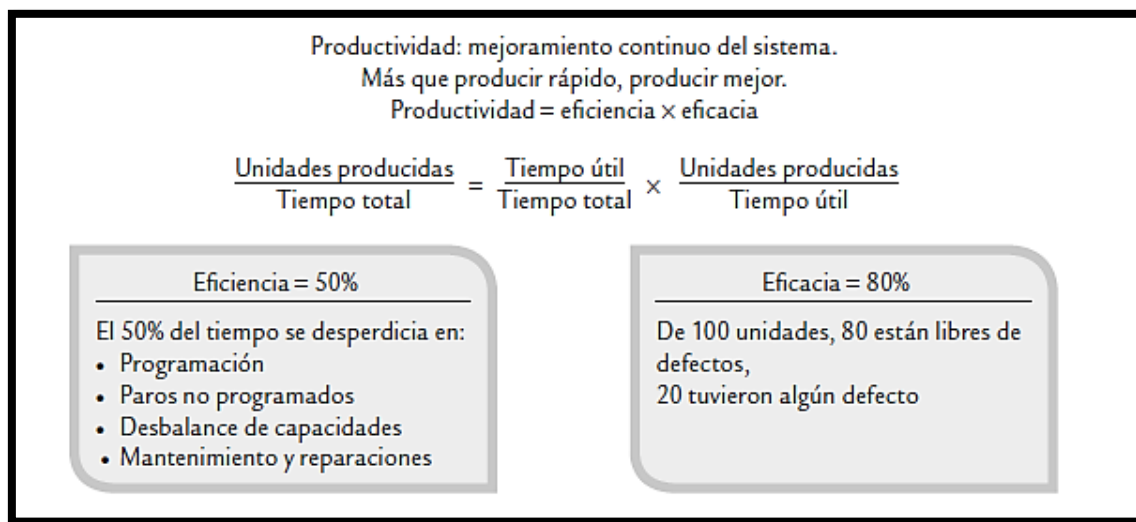 Productividad: mejoramiento continuo del sistema.
Más que producir rápido, producir mejor.
Productividad = eficiencia × eficacia
Unidades producidas / Tiempo total = Tiempo útil / Tiempo total × Unidades producidas / Tiempo útil
Eficiencia = 50%
El 50% del tiempo se desperdicia en:
• Programación
• Paros no programados
• Desbalance de capacidades
• Mantenimiento y reparaciones
Eficacia = 80%
De 100 unidades, 80 están libres de
defectos,
20 tuvieron algún defecto